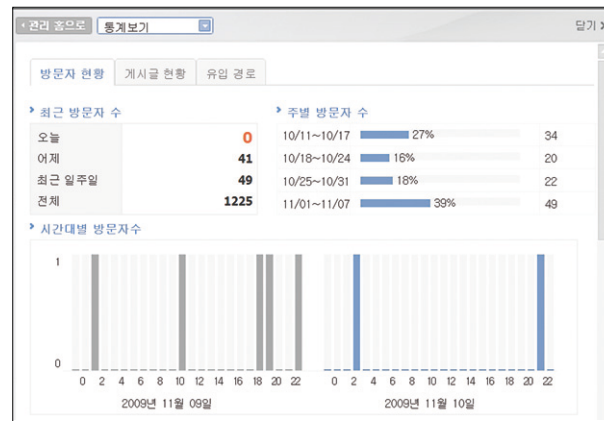 관리 홈으로 통계보기 닫기
방문자 현황 게시글 현황 유입 경로
최근 방문자 수
오늘 0
어제 41
최근 일주일 49
전체 1225
주별 방문자 수
10/11~10/17 27% 34
10/18~10/24 16% 20
10/25~10/31 18% 22
11/01~11/07 39% 49
시간대별 방문자수
1
0
0 2 4 6 8 10 12 14 16 18 20 22
0 2 4 6 8 10 12 14 16 18 20 22
2009년 11월 09일
2009년 11월 10일